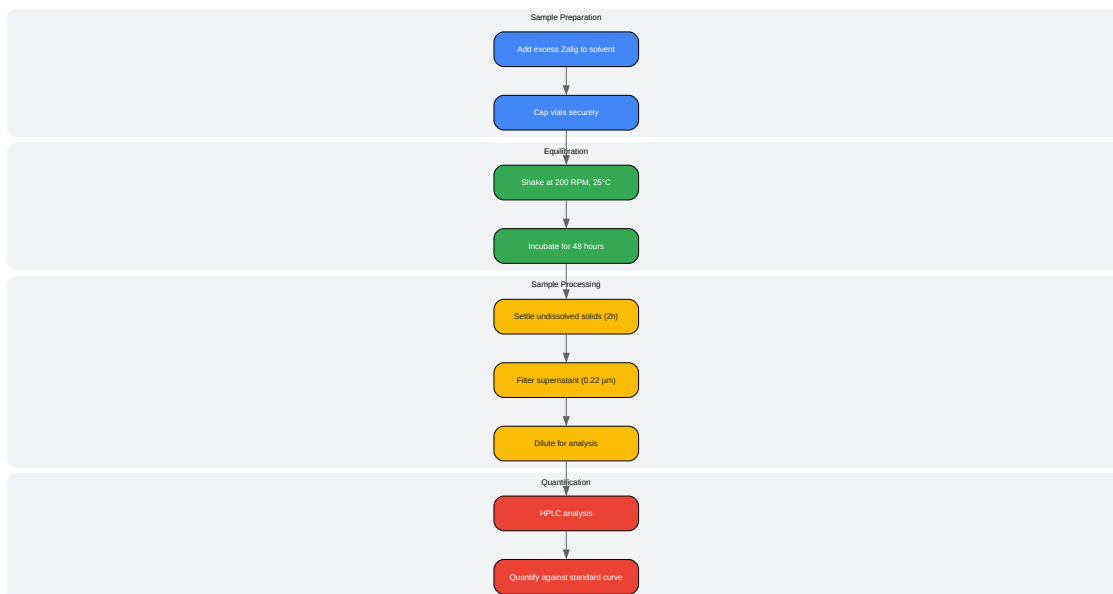 Sample Preparation
Add excess Zalig to solvent
Cap vials securely
Equilibration
Shake at 200 RPM, 25°C
Incubate for 48 hours
Sample Processing
Settle undissolved solids (2h)
Filter supernatant (0.22 µm)
Dilute for analysis
Quantification
HPLC analysis
Quantify against standard curve